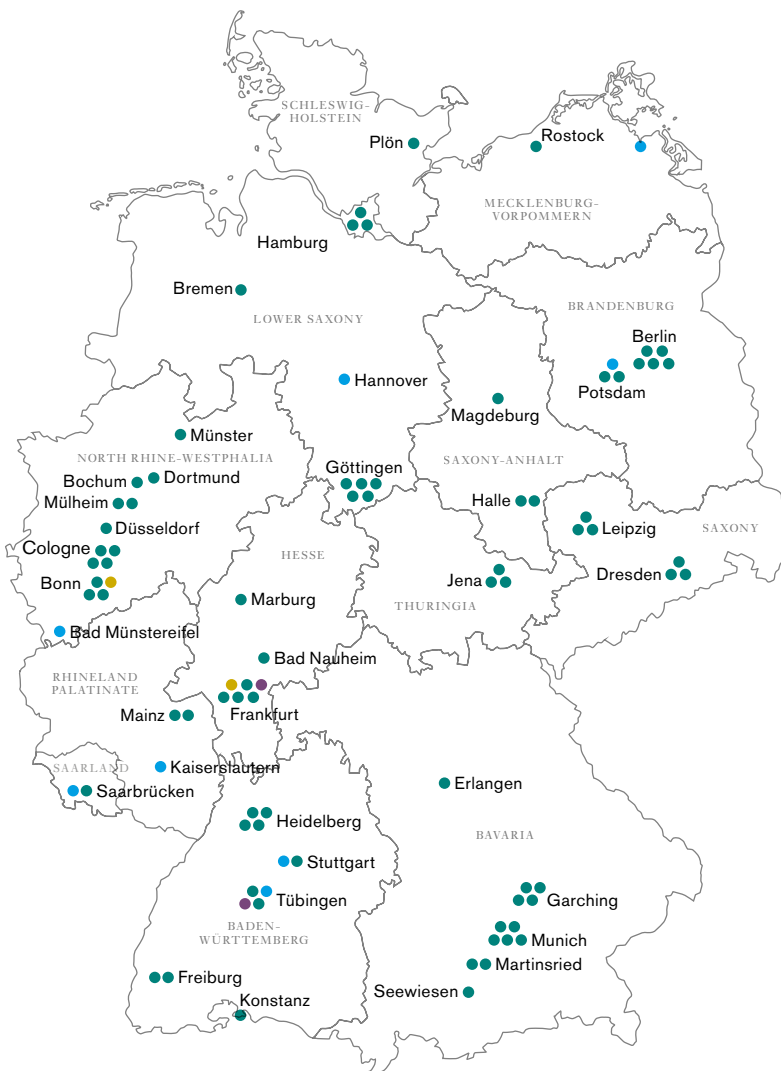 SCHLESWIG-
HOLSTEIN
Plön
Rostock
MECKLENBURG-
VORPOMMERN
Hamburg
Bremen
LOWER SAXONY
BRANDENBURG
Berlin
Hannover
Potsdam
Magdeburg
Münster
NORTH RHINE-WESTPHALIA
Göttingen
SAXONY-ANHALT
Bochum
Dortmund
Mülheim
Halle
Düsseldorf
Leipzig
SAXONY
Cologne
HESSE
Bonn
Jena
Dresden
Marburg
THURINGIA
Bad Münstereifel
Bad Nauheim
RHINELAND
PALATINATE
Mainz
Frankfurt
SAARLAND
Kaiserslautern
Saarbrücken
Erlangen
Heidelberg
BAVARIA
Stuttgart
Tübingen
Garching
BADEN-
WÜRTTEMBERG
Munich
Martinsried
Freiburg
Seewiesen
Konstanz